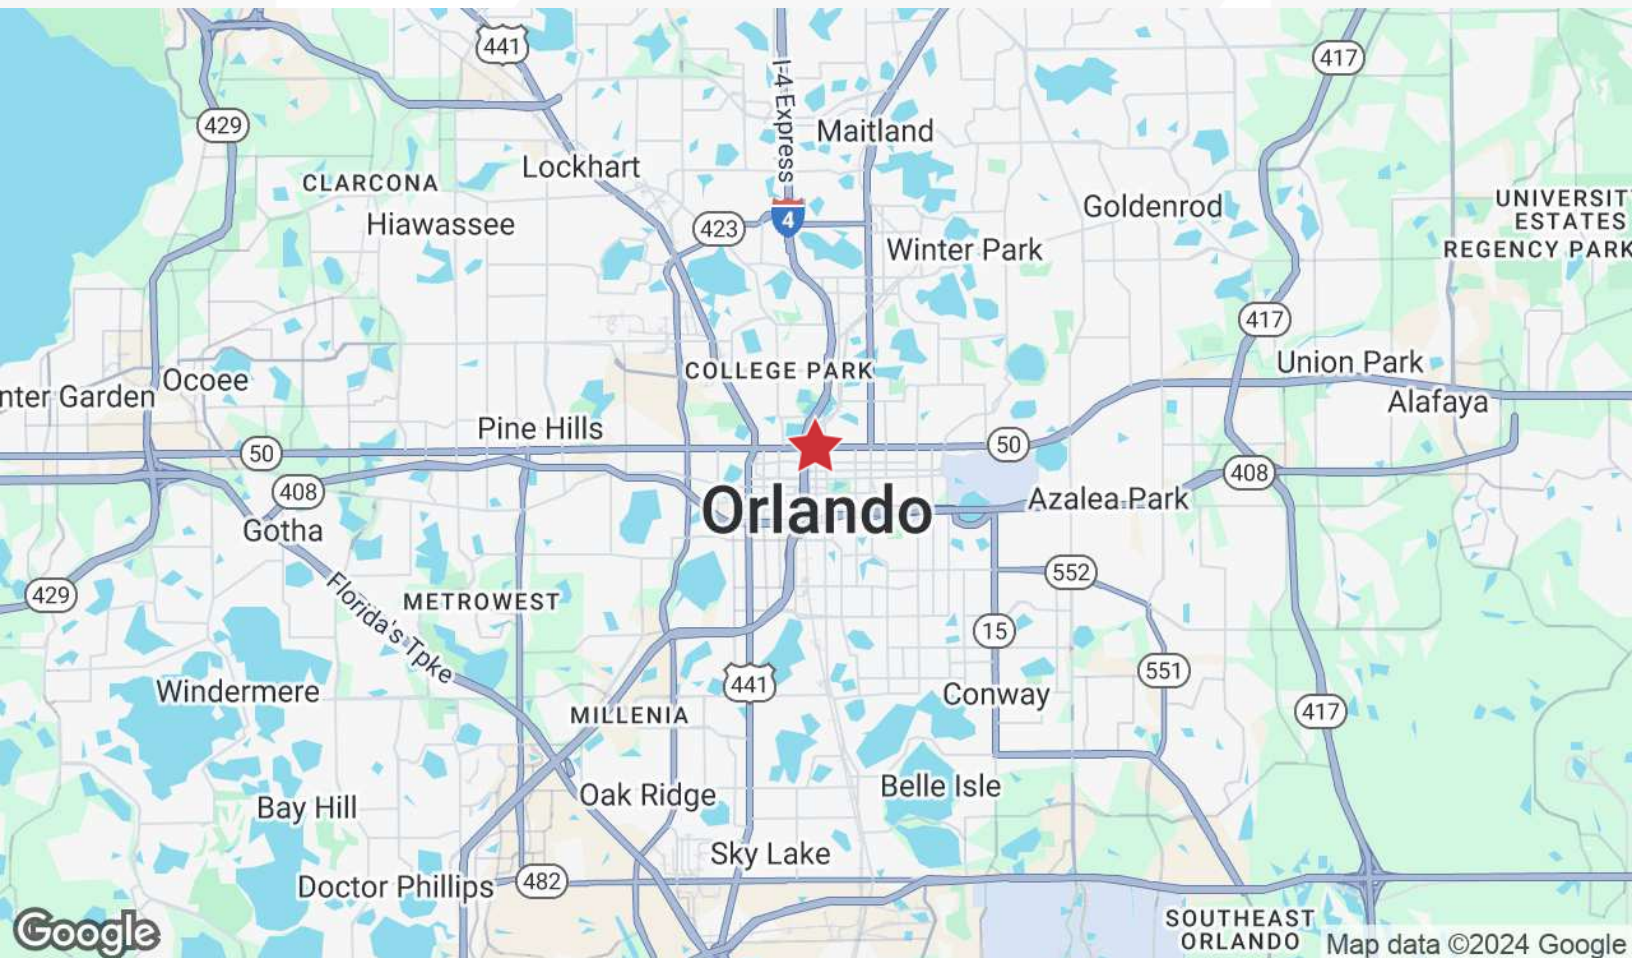 441
417
I-4 Express
429
Maitland
Lockhart
CLARCONA
Hiawassee
423
4
Goldenrod
UNIVERSIT
ESTATES
REGENCY PARK
Winter Park
417
COLLEGE PARK
Union Park
Ocoee
nter Garden
Alafaya
Pine Hills
50
50
408
408
Orlando
Azalea Park
Gotha
429
Florida's Tpke
METROWEST
552
15
441
551
Windermere
Conway
MILLENIA
417
Oak Ridge
Belle Isle
Bay Hill
Sky Lake
Doctor Phillips
482
SOUTHEAST
ORLANDO
Google
Map data ©2024 Google